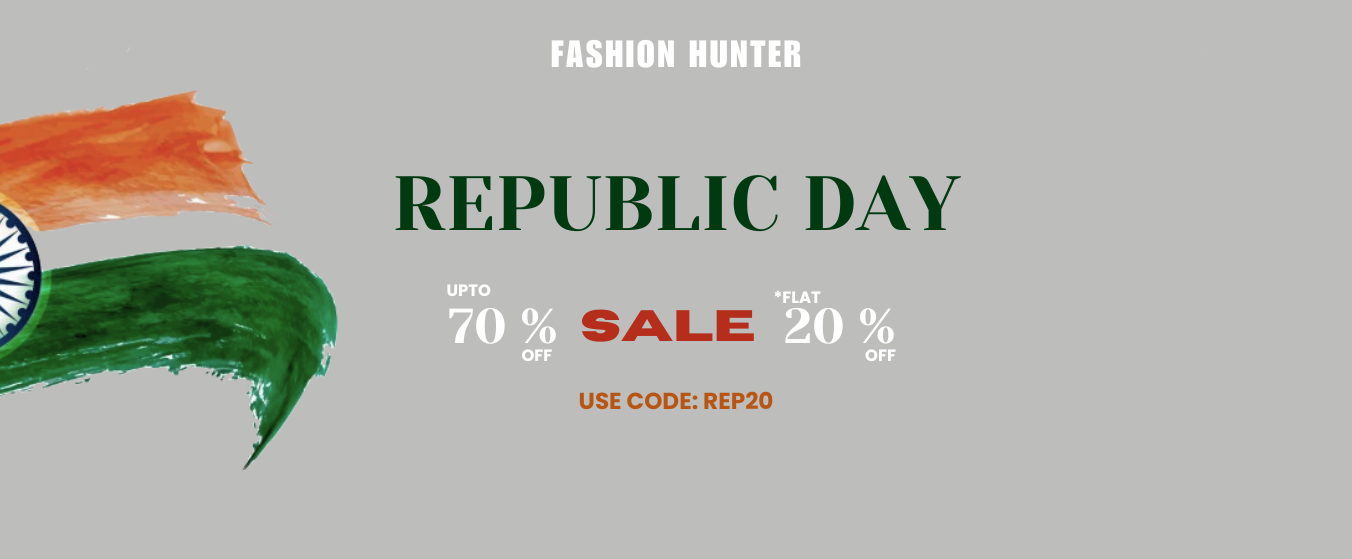 FASHION HUNTER
REPUBLIC DAY
UPTO
70 %
OFF
SALE
*FLAT
20 %
OFF
USE CODE: REP20